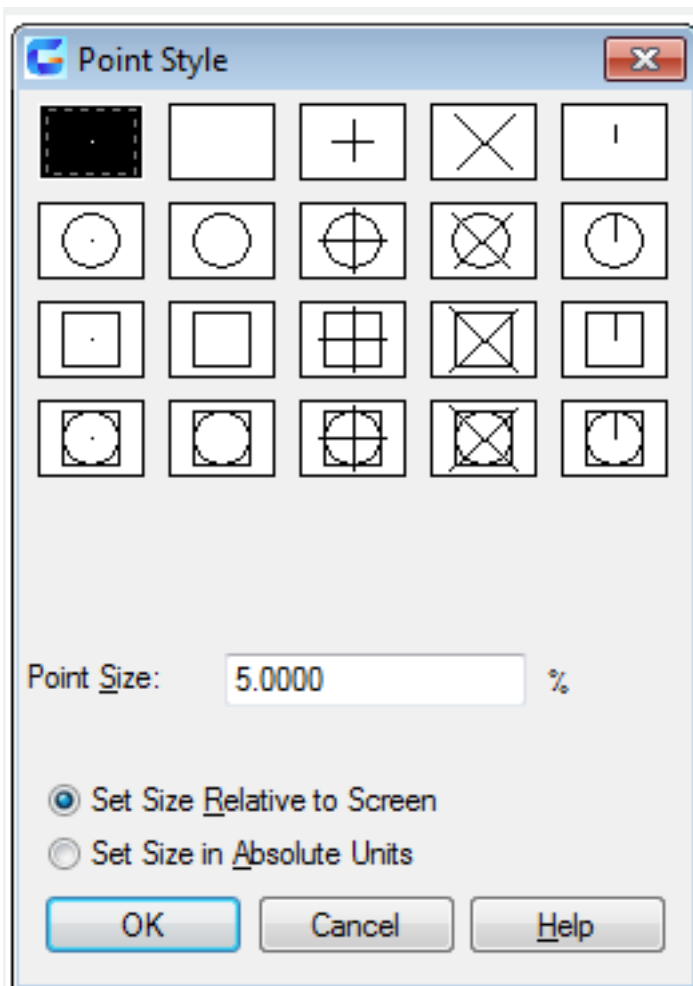 Point Style
Point Size: 5.0000 %
Set Size Relative to Screen
Set Size in Absolute Units
OK Cancel Help